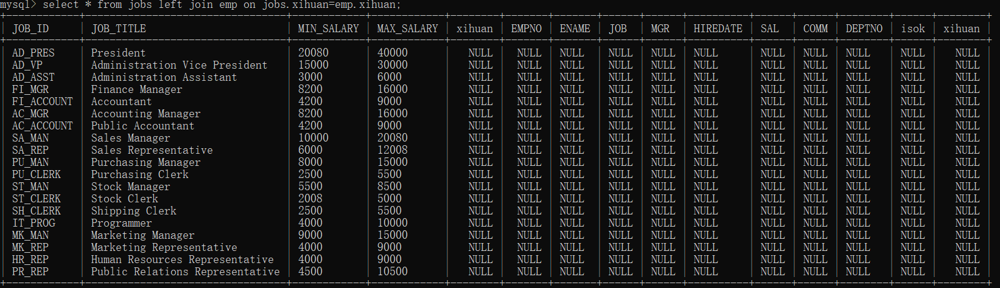 mysql> select * from jobs left join emp on jobs.xihuan=emp.xihuan;
| JOB_ID | JOB_TITLE | MIN_SALARY | MAX_SALARY | xihuan | EMPNO | ENAME | JOB | MGR | HIREDATE | SAL | COMM | DEPTNO | isok | xihuan |
| AD_PRES | President | 20080 | 40000 | NULL | NULL | NULL | NULL | NULL | NULL | NULL | NULL | NULL | NULL | NULL |
| AD_VP | Administration Vice President | 15000 | 30000 | NULL | NULL | NULL | NULL | NULL | NULL | NULL | NULL | NULL | NULL | NULL |
| AD_ASST | Administration Assistant | 3000 | 6000 | NULL | NULL | NULL | NULL | NULL | NULL | NULL | NULL | NULL | NULL | NULL |
| FI_MGR | Finance Manager | 8200 | 16000 | NULL | NULL | NULL | NULL | NULL | NULL | NULL | NULL | NULL | NULL | NULL |
| FI_ACCOUNT | Accountant | 4200 | 9000 | NULL | NULL | NULL | NULL | NULL | NULL | NULL | NULL | NULL | NULL | NULL |
| AC_MGR | Accounting Manager | 8200 | 16000 | NULL | NULL | NULL | NULL | NULL | NULL | NULL | NULL | NULL | NULL | NULL |
| AC_ACCOUNT | Public Accountant | 4200 | 9000 | NULL | NULL | NULL | NULL | NULL | NULL | NULL | NULL | NULL | NULL | NULL |
| SA_MAN | Sales Manager | 10000 | 20080 | NULL | NULL | NULL | NULL | NULL | NULL | NULL | NULL | NULL | NULL | NULL |
| SA_REP | Sales Representative | 6000 | 12008 | NULL | NULL | NULL | NULL | NULL | NULL | NULL | NULL | NULL | NULL | NULL |
| PU_MAN | Purchasing Manager | 8000 | 15000 | NULL | NULL | NULL | NULL | NULL | NULL | NULL | NULL | NULL | NULL | NULL |
| PU_CLERK | Purchasing Clerk | 2500 | 5500 | NULL | NULL | NULL | NULL | NULL | NULL | NULL | NULL | NULL | NULL | NULL |
| ST_MAN | Stock Manager | 5500 | 8500 | NULL | NULL | NULL | NULL | NULL | NULL | NULL | NULL | NULL | NULL | NULL |
| ST_CLERK | Stock Clerk | 2008 | 5000 | NULL | NULL | NULL | NULL | NULL | NULL | NULL | NULL | NULL | NULL | NULL |
| SH_CLERK | Shipping Clerk | 2500 | 5500 | NULL | NULL | NULL | NULL | NULL | NULL | NULL | NULL | NULL | NULL | NULL |
| IT_PROG | Programmer | 4000 | 10000 | NULL | NULL | NULL | NULL | NULL | NULL | NULL | NULL | NULL | NULL | NULL |
| MK_MAN | Marketing Manager | 9000 | 15000 | NULL | NULL | NULL | NULL | NULL | NULL | NULL | NULL | NULL | NULL | NULL |
| MK_REP | Marketing Representative | 4000 | 9000 | NULL | NULL | NULL | NULL | NULL | NULL | NULL | NULL | NULL | NULL | NULL |
| HR_REP | Human Resources Representative | 4000 | 9000 | NULL | NULL | NULL | NULL | NULL | NULL | NULL | NULL | NULL | NULL | NULL |
| PR_REP | Public Relations Representative | 4500 | 10500 | NULL | NULL | NULL | NULL | NULL | NULL | NULL | NULL | NULL | NULL | NULL |